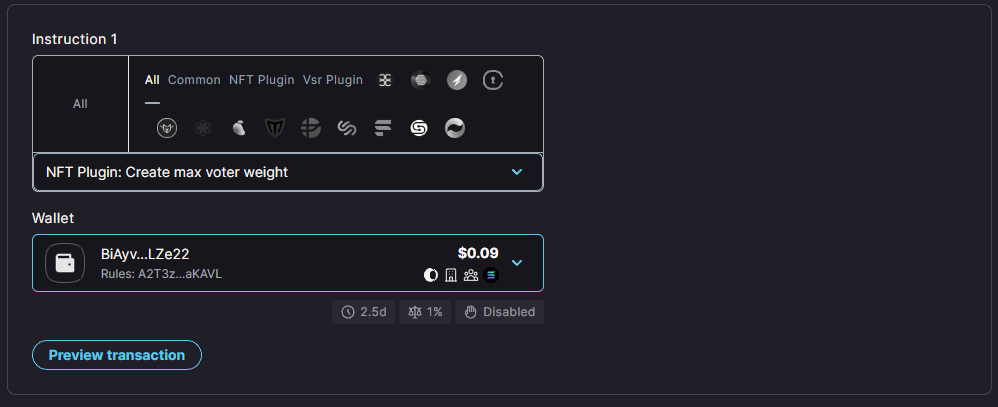 Instruction 1
All
All Common NFT Plugin Vsr Plugin
NFT Plugin: Create max voter weight
Wallet
BiAyv...LZe22
$0.09
Rules: A2T3z...aKAVL
2.5d
1%
Disabled
Preview transaction